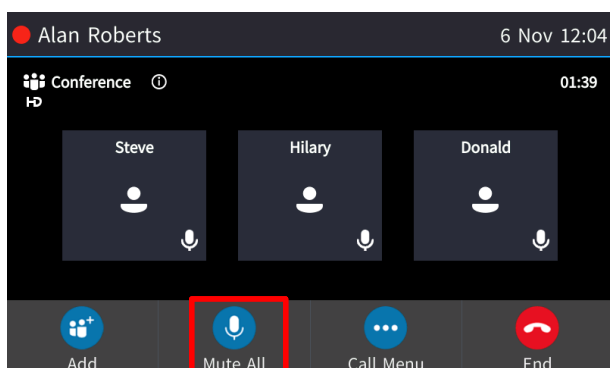 Alan Roberts 6 Nov 12:04
Conference 01:39
HD
Steve Hilary Donald
Add Mute All Call Menu End